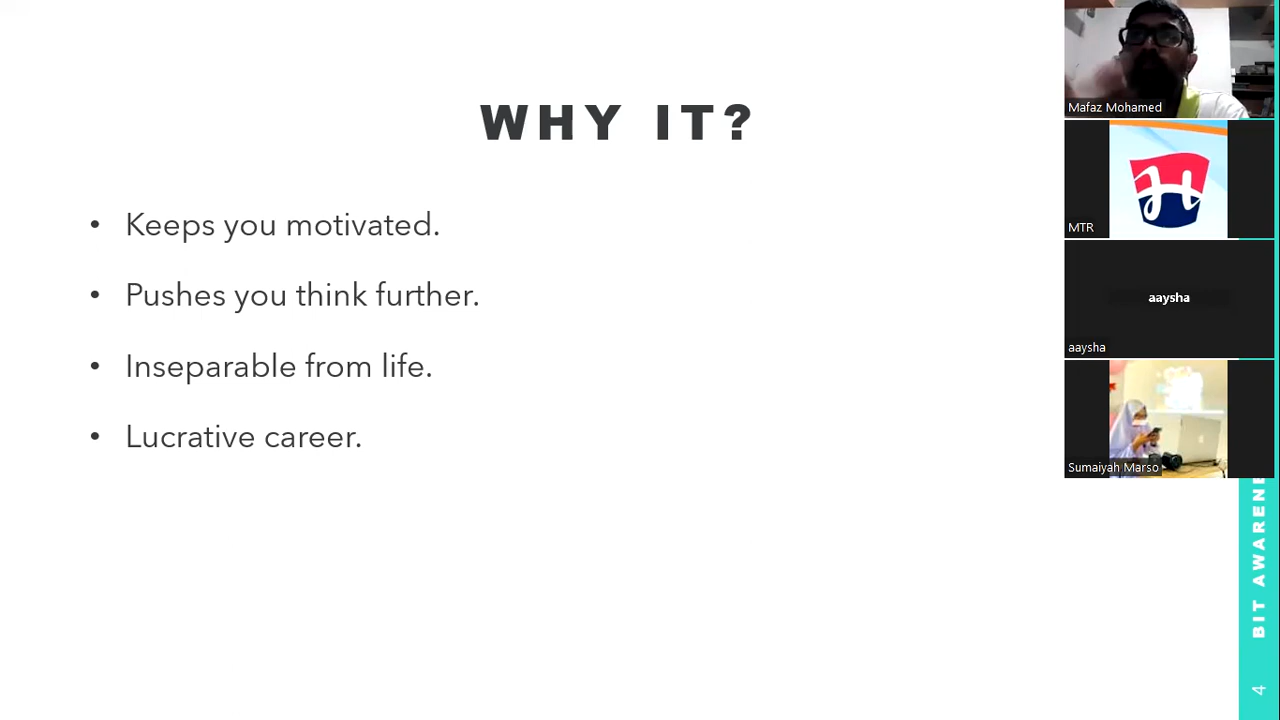 WHY IT?
• Keeps you motivated.
• Pushes you think further.
• Inseparable from life.
• Lucrative career.
Mafaz Mohamed
MTR
aaysha
aaysha
Sumaiyah Marso
BIT AWARENE
4